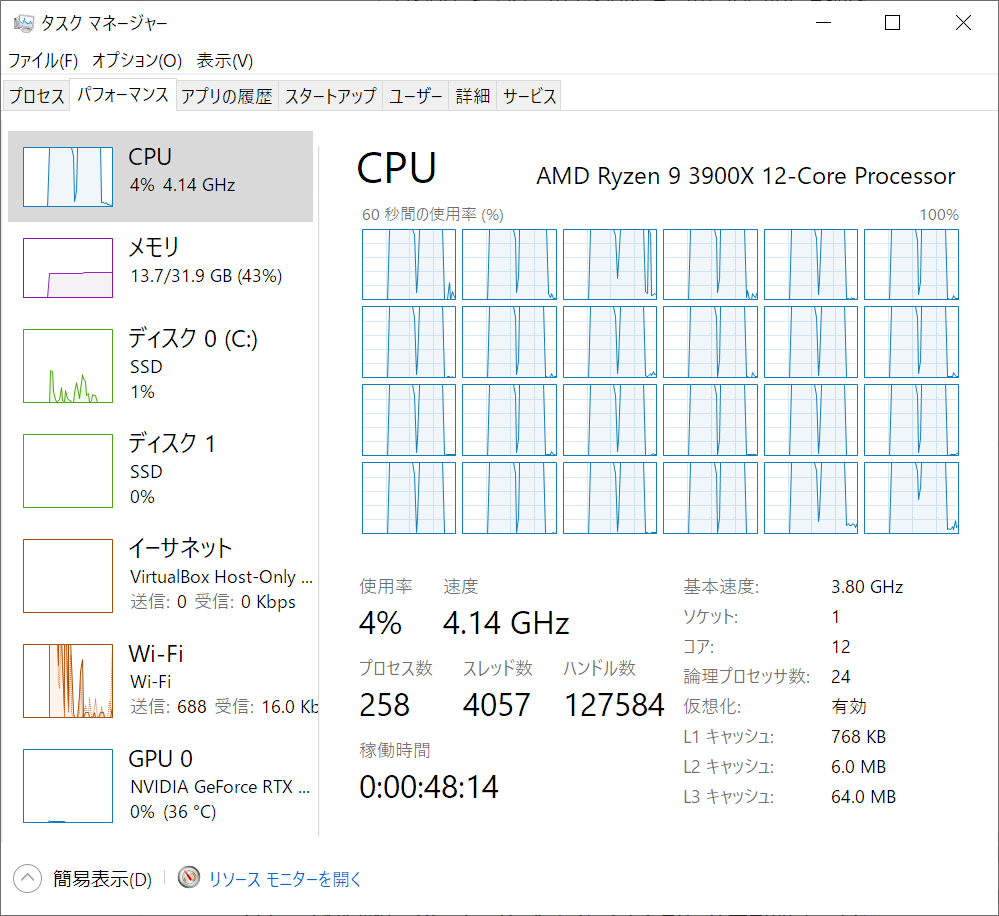 タスク マネージャー
ファイル(F) オプション(O) 表示(V)
プロセス パフォーマンス アプリの履歴 スタートアップ ユーザー 詳細 サービス
CPU
4% 4.14 GHz
メモリ
13.7/31.9 GB (43%)
ディスク 0 (C:)
SSD
1%
ディスク 1
SSD
0%
イーサネット
VirtualBox Host-Only ...
送信: 0 受信: 0 Kbps
Wi-Fi
Wi-Fi
送信: 688 受信: 16.0 Kb
GPU 0
NVIDIA GeForce RTX ...
0% (36 °C)
CPU
AMD Ryzen 9 3900X 12-Core Processor
60 秒間の使用率 (%) 100%
使用率 速度
4% 4.14 GHz
プロセス数 スレッド数 ハンドル数
258 4057 127584
稼働時間
0:00:48:14
基本速度: 3.80 GHz
ソケット: 1
コア: 12
論理プロセッサ数: 24
仮想化: 有効
L1 キャッシュ: 768 KB
L2 キャッシュ: 6.0 MB
L3 キャッシュ: 64.0 MB
簡易表示(D) リソース モニターを開く